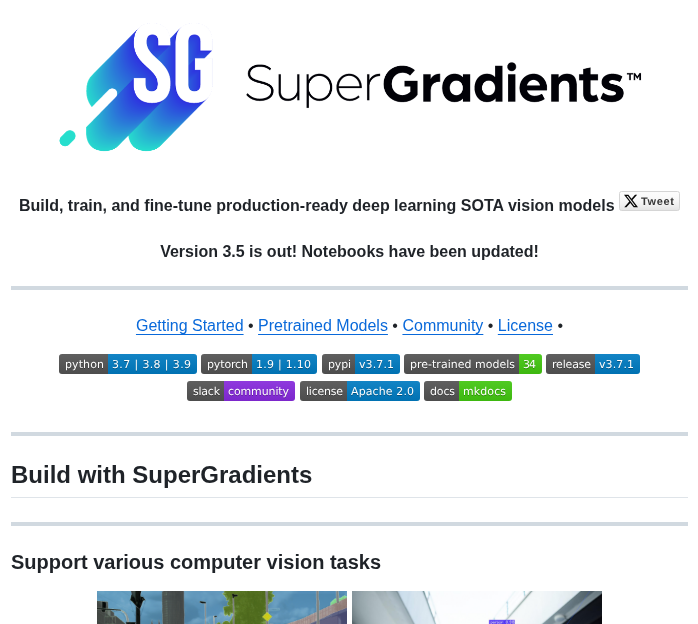 SG SuperGradients™
Build, train, and fine-tune production-ready deep learning SOTA vision models Tweet
Version 3.5 is out! Notebooks have been updated!
Getting Started • Pretrained Models • Community • License •
python 3.7 | 3.8 | 3.9 pytorch 1.9 | 1.10 pypi v3.7.1 pre-trained models 34 release v3.7.1
slack community license Apache 2.0 docs mkdocs
Build with SuperGradients
Support various computer vision tasks